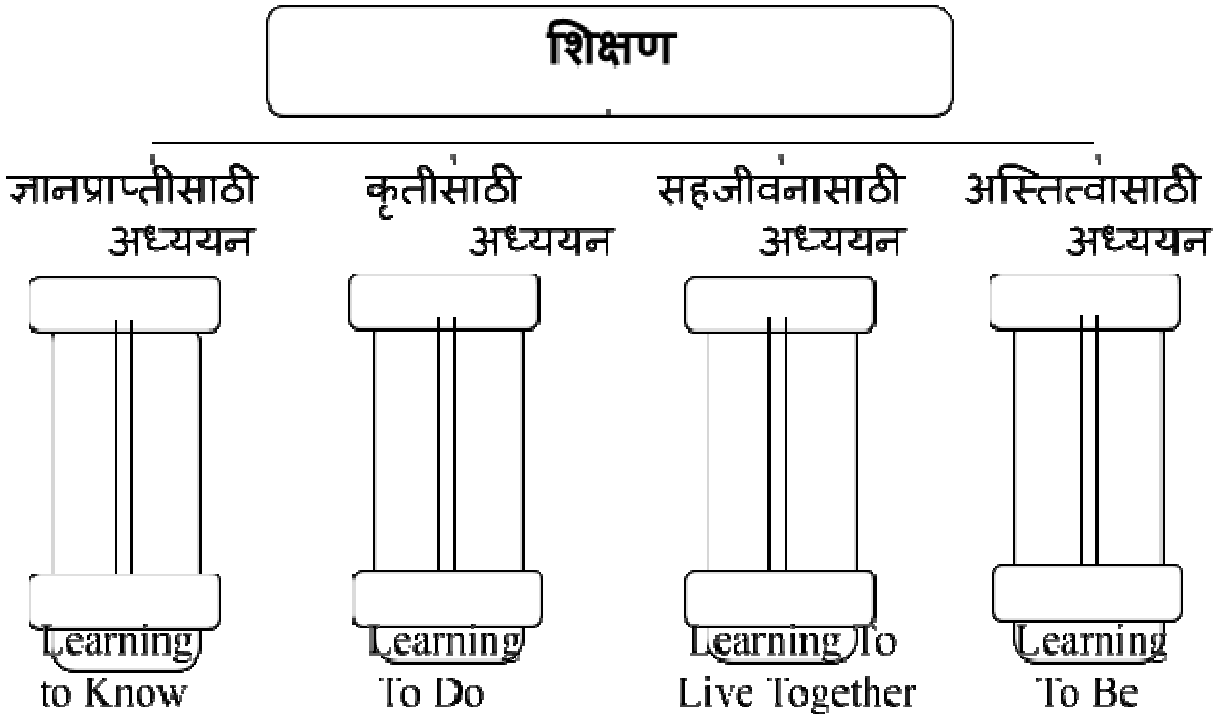 शिक्षण
ज्ञानप्राप्तीसाठी
अध्ययन
कृतीसाठी
अध्ययन
सहजीवनासाठी
अध्ययन
अस्तित्वासाठी
अध्ययन
Learning
to Know
Learning
To Do
Learning To
Live Together
Learning
To Be